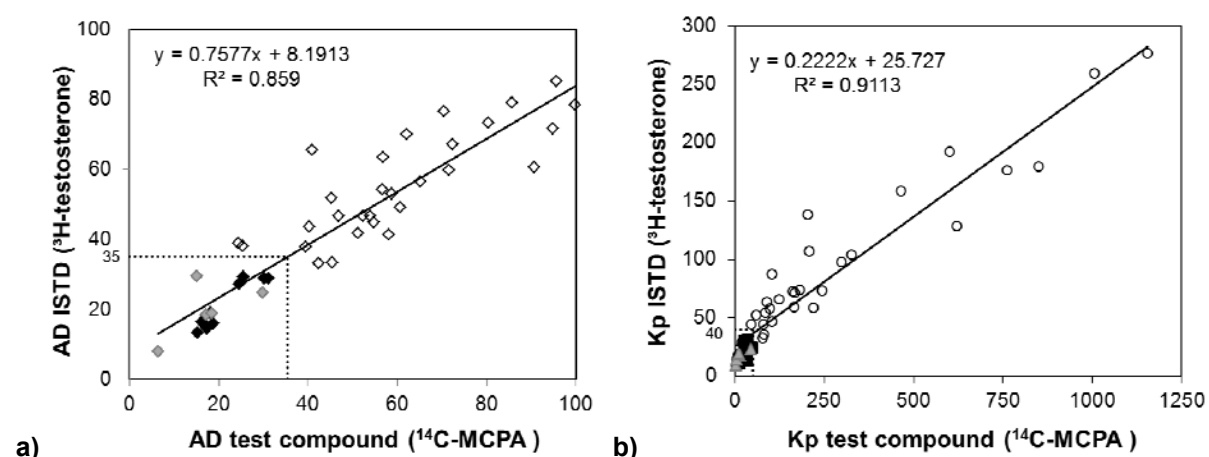 100
80
60
40
35
20
0
y = 0.7577x + 8.1913
R² = 0.859
AD ISTD (³H-testosterone)
0 20 40 60 80 100
AD test compound (¹⁴C-MCPA )
a)
300
250
200
150
100
50
40
0
y = 0.2222x + 25.727
R² = 0.9113
Kp ISTD (³H-testosterone)
0 250 500 750 1000 1250
Kp test compound (¹⁴C-MCPA )
b)